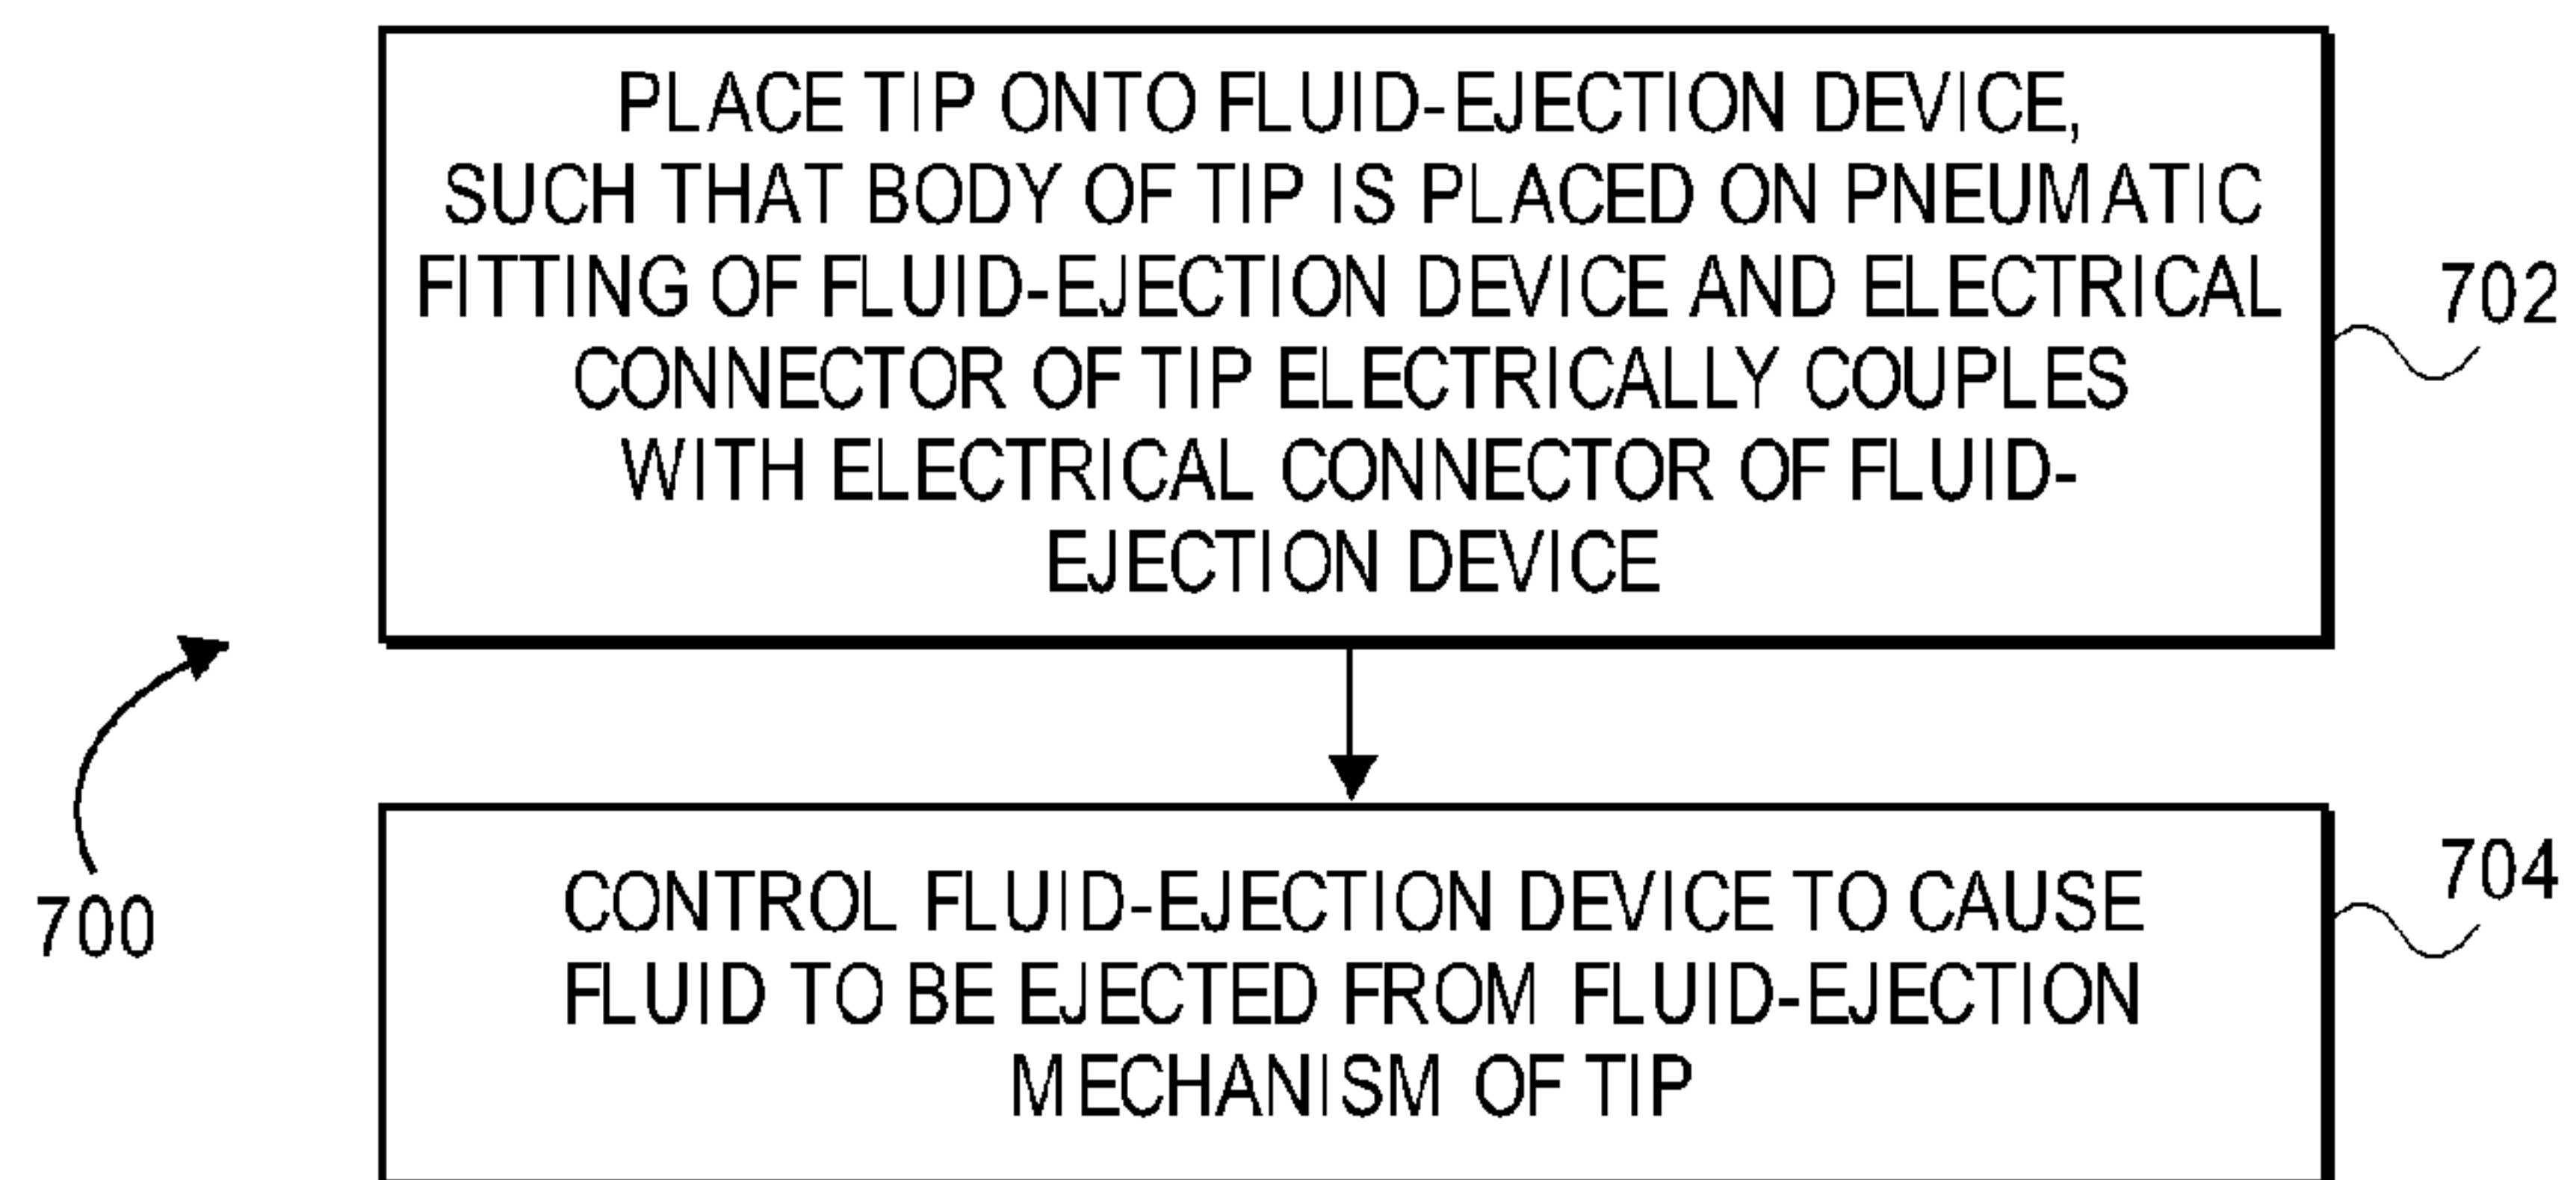 PLACE TIP ONTO FLUID-EJECTION DEVICE,
SUCH THAT BODY OF TIP IS PLACED ON PNEUMATIC
FITTING OF FLUID-EJECTION DEVICE AND ELECTRICAL
CONNECTOR OF TIP ELECTRICALLY COUPLES
WITH ELECTRICAL CONNECTOR OF FLUID-
EJECTION DEVICE
702
700
CONTROL FLUID-EJECTION DEVICE TO CAUSE
FLUID TO BE EJECTED FROM FLUID-EJECTION
MECHANISM OF TIP
704